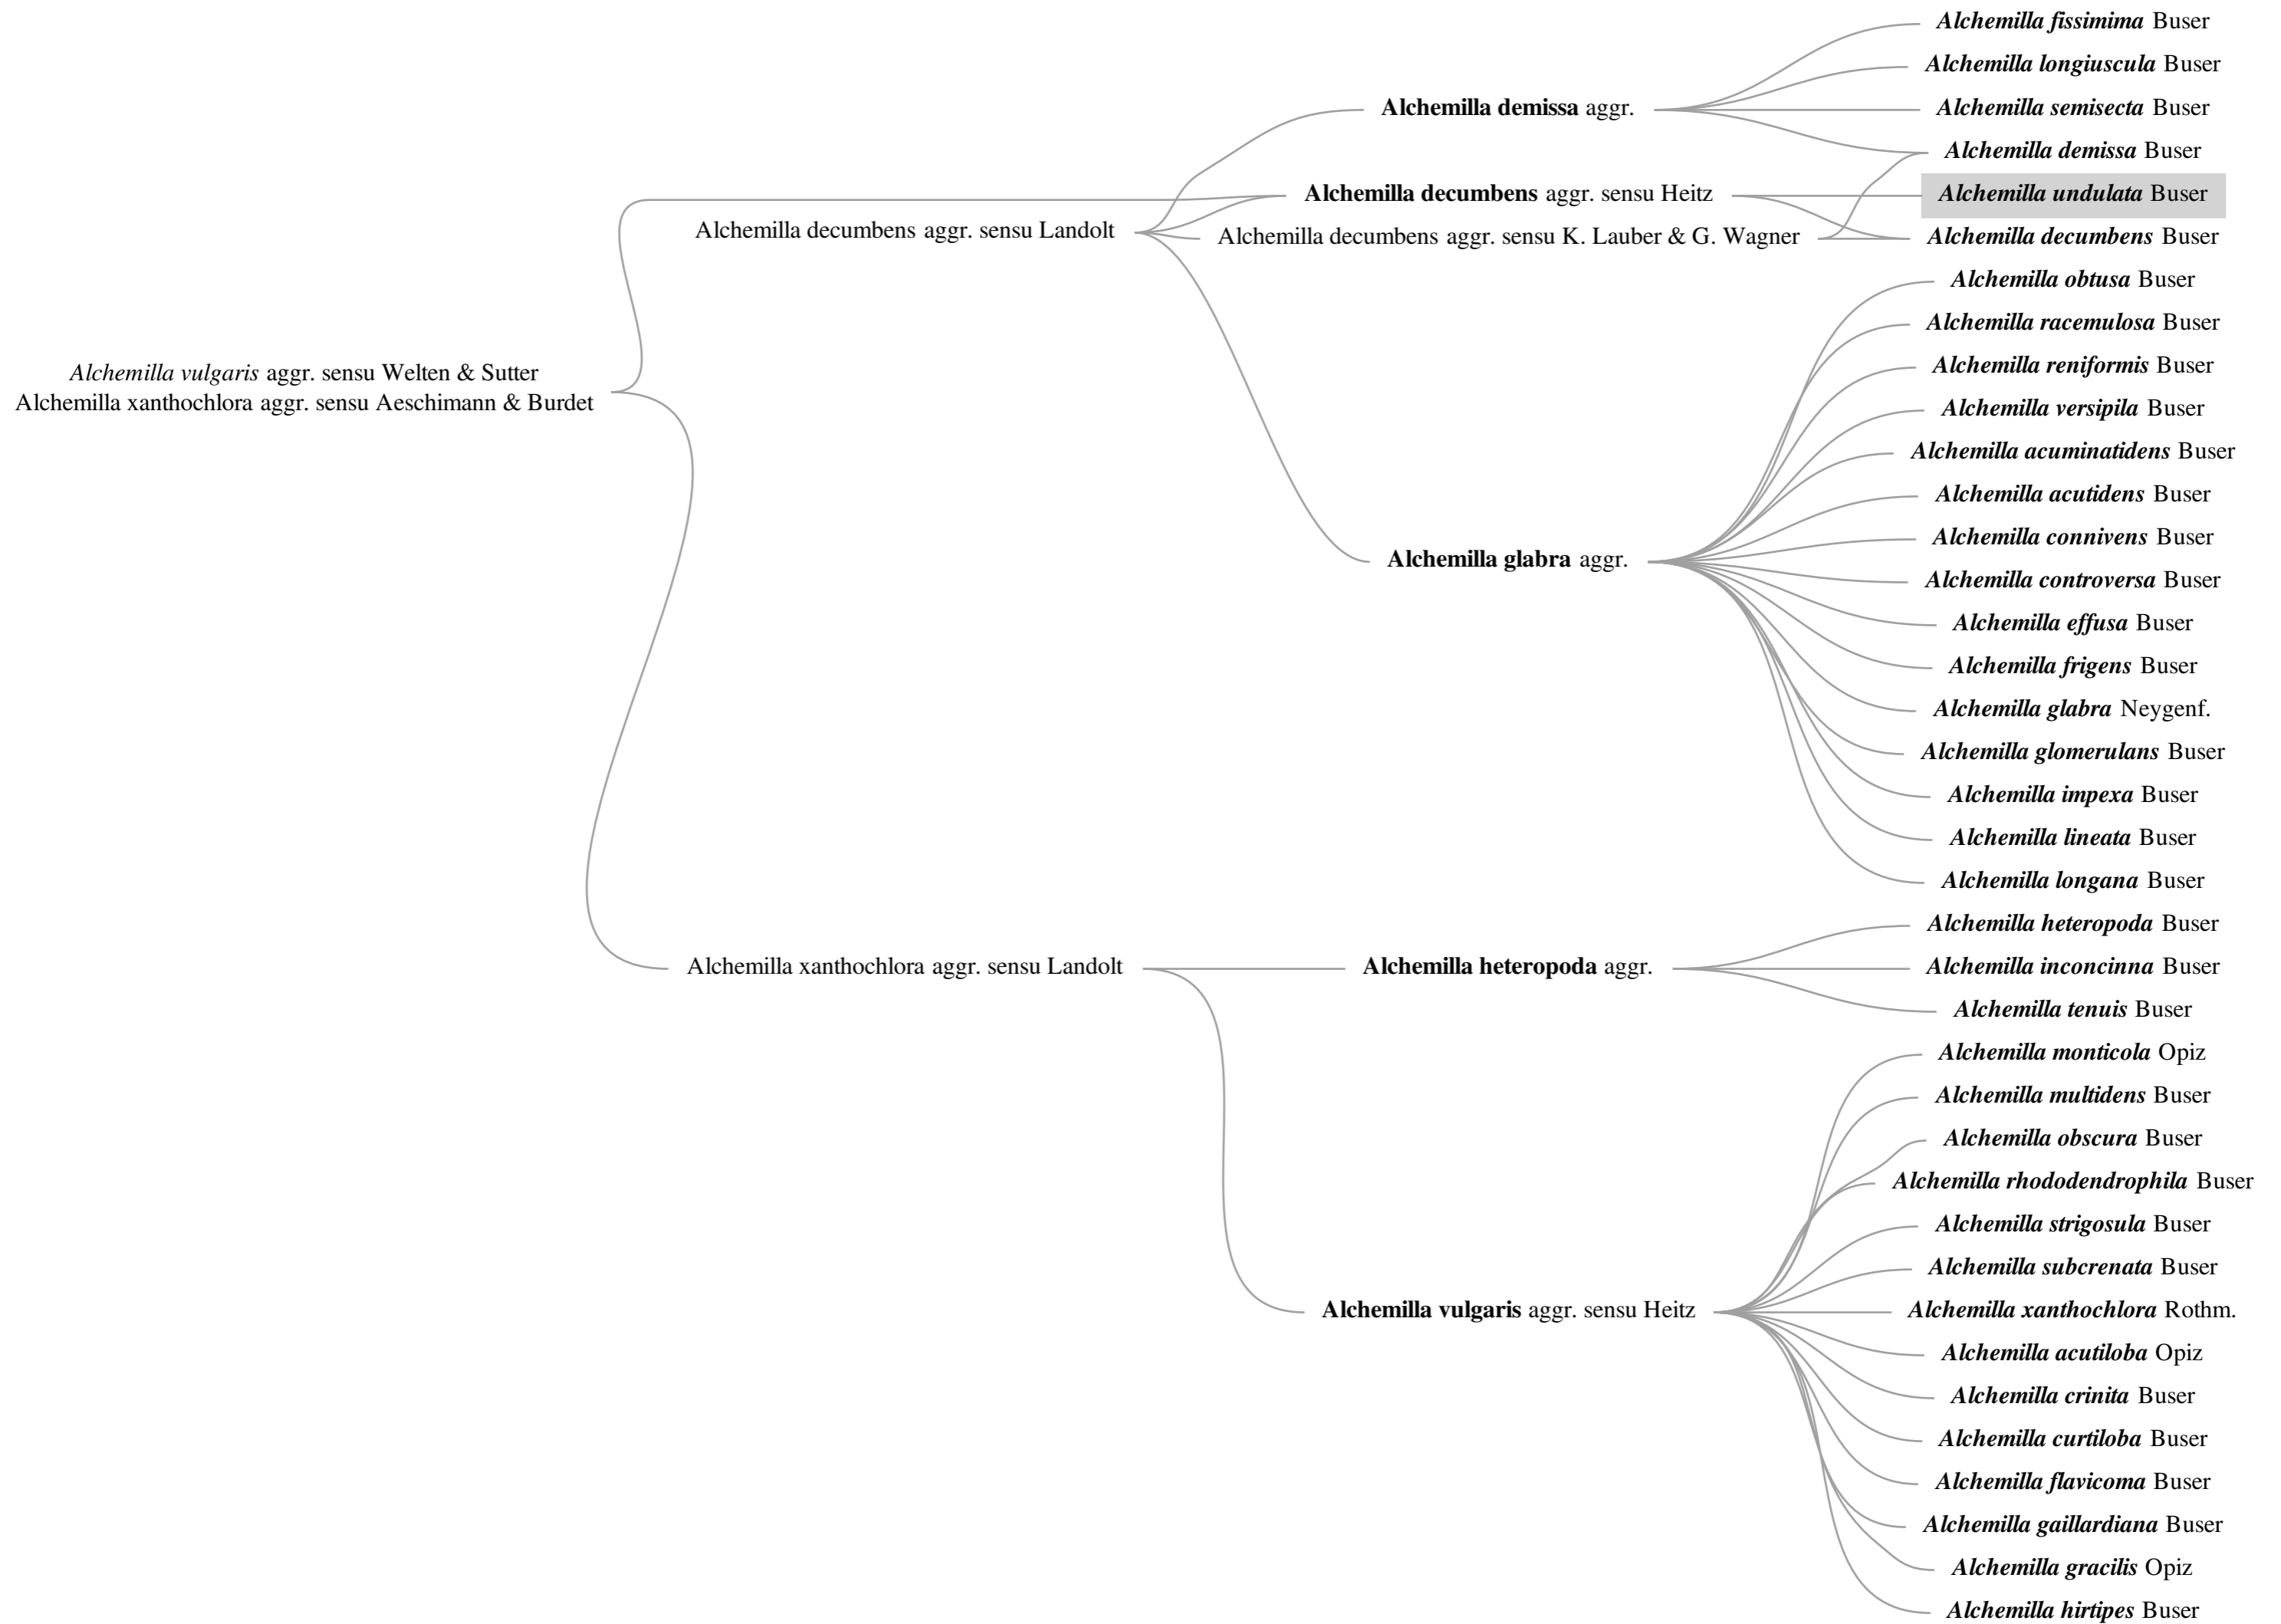 Alchemilla fissimima Buser
Alchemilla longiuscula Buser
Alchemilla demissa aggr.
Alchemilla semisecta Buser
Alchemilla demissa Buser
Alchemilla decumbens aggr. sensu Heitz
Alchemilla undulata Buser
Alchemilla decumbens aggr. sensu Landolt
Alchemilla decumbens aggr. sensu K. Lauber & G. Wagner
Alchemilla decumbens Buser
Alchemilla obtusa Buser
Alchemilla racemulosa Buser
Alchemilla reniformis Buser
Alchemilla vulgaris aggr. sensu Welten & Sutter
Alchemilla xanthochlora aggr. sensu Aeschimann & Burdet
Alchemilla versipila Buser
Alchemilla acuminatidens Buser
Alchemilla acutidens Buser
Alchemilla connivens Buser
Alchemilla glabra aggr.
Alchemilla controversa Buser
Alchemilla effusa Buser
Alchemilla frigens Buser
Alchemilla glabra Neygenf.
Alchemilla glomerulans Buser
Alchemilla impexa Buser
Alchemilla lineata Buser
Alchemilla longana Buser
Alchemilla heteropoda Buser
Alchemilla xanthochlora aggr. sensu Landolt
Alchemilla heteropoda aggr.
Alchemilla inconcinna Buser
Alchemilla tenuis Buser
Alchemilla monticola Opiz
Alchemilla multidens Buser
Alchemilla obscura Buser
Alchemilla rhododendrophila Buser
Alchemilla strigosula Buser
Alchemilla subcrenata Buser
Alchemilla vulgaris aggr. sensu Heitz
Alchemilla xanthochlora Rothm.
Alchemilla acutiloba Opiz
Alchemilla crinita Buser
Alchemilla curtiloba Buser
Alchemilla flavicoma Buser
Alchemilla gaillardiana Buser
Alchemilla gracilis Opiz
Alchemilla hirtipes Buser